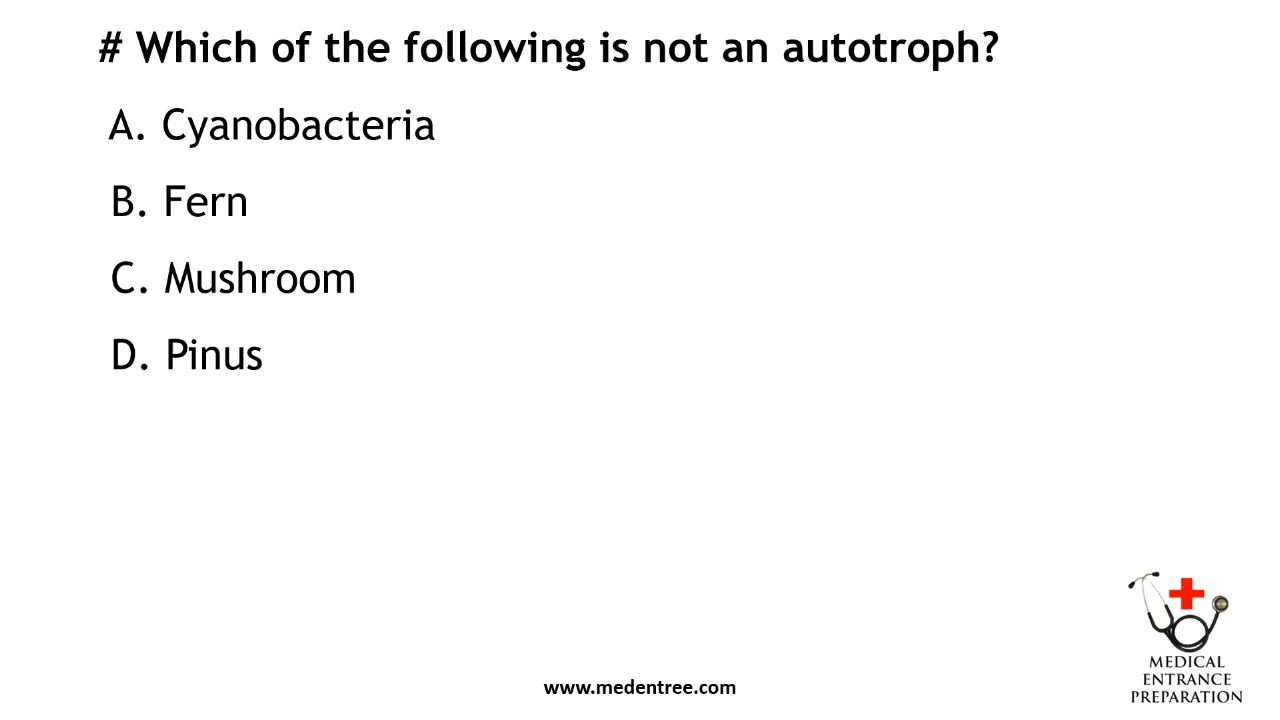 # Which of the following is not an autotroph?
A. Cyanobacteria
B. Fern
C. Mushroom
D. Pinus
MEDICAL
ENTRANCE
PREPARATION
www.medentree.com